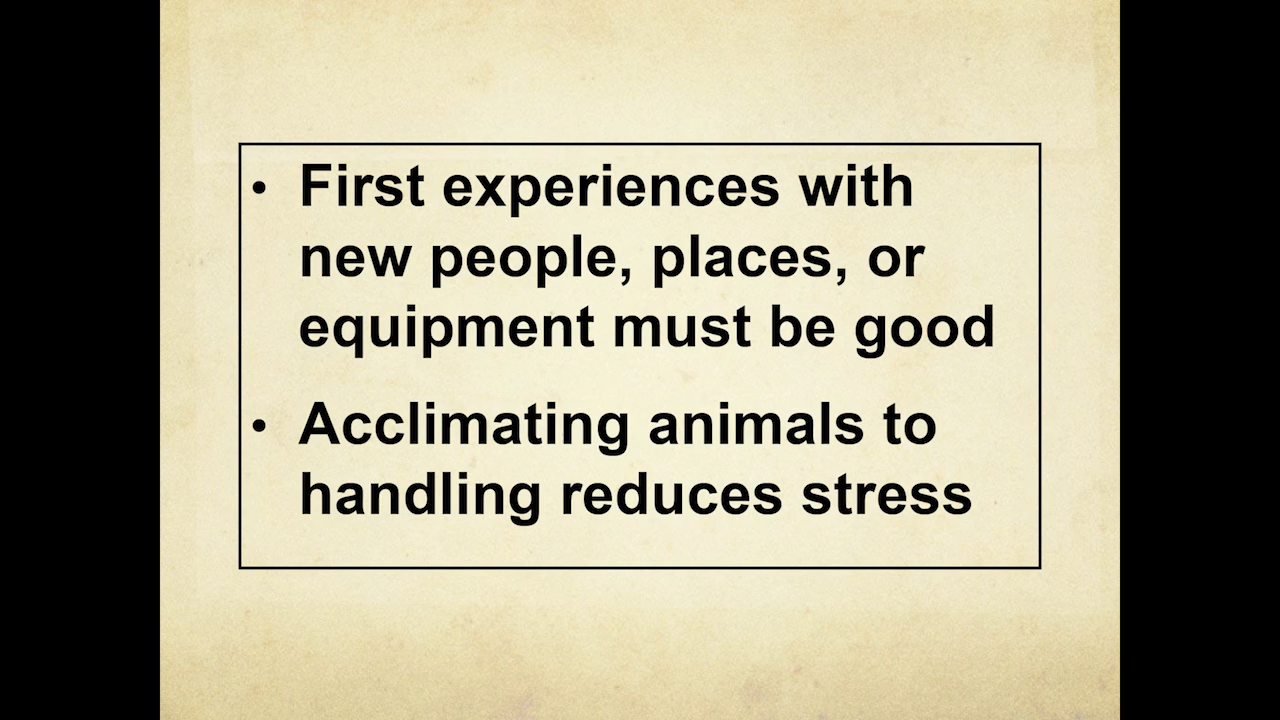 • First experiences with
new people, places, or
equipment must be good
• Acclimating animals to
handling reduces stress